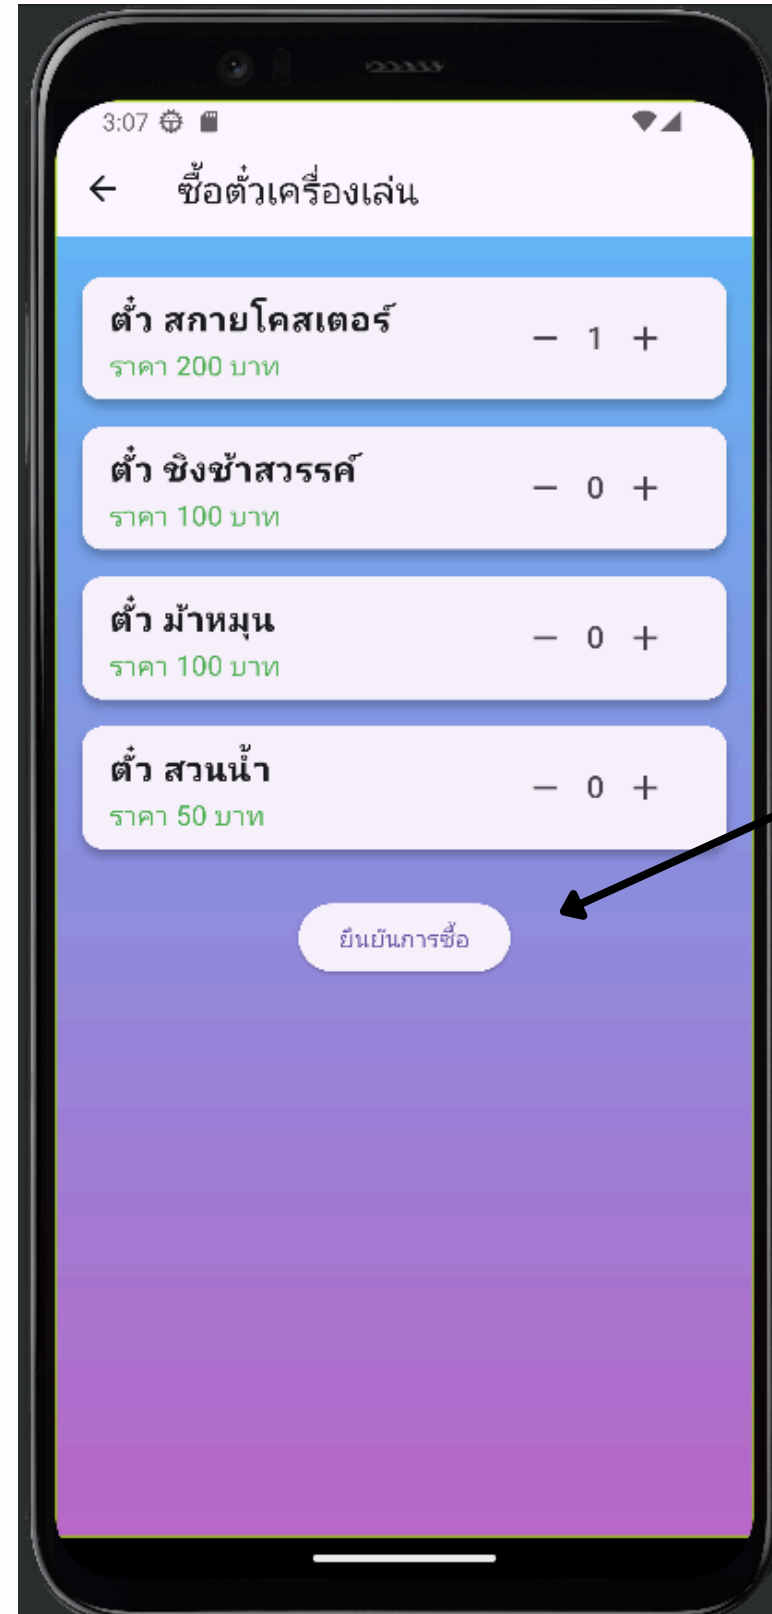 3:07
ซื้อตั๋วเครื่องเล่น
ตั๋ว สกายโคสเตอร์
ราคา 200 บาท
1
ตั๋ว ชิงช้าสวรรค์
ราคา 100 บาท
0
ตั๋ว ม้าหมุน
ราคา 100 บาท
0
ตั๋ว สวนน้ำ
ราคา 50 บาท
0
ยืนยันการซื้อ